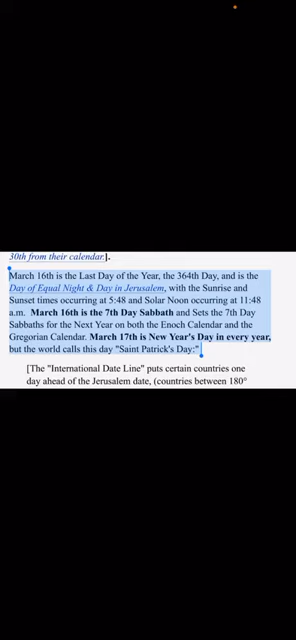 30th from their calendar.].
March 16th is the Last Day of the Year, the 364th Day, and is the
Day of Equal Night & Day in Jerusalem, with the Sunrise and
Sunset times occurring at 5:48 and Solar Noon occurring at 11:48
a.m. March 16th is the 7th Day Sabbath and Sets the 7th Day
Sabbaths for the Next Year on both the Enoch Calendar and the
Gregorian Calendar. March 17th is New Year's Day in every year,
but the world calls this day "Saint Patrick's Day:"
[The "International Date Line" puts certain countries one
day ahead of the Jerusalem date, (countries between 180°